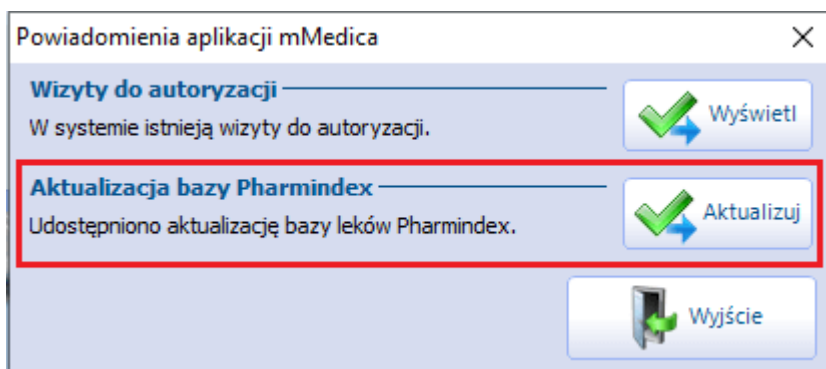 Powiadomienia aplikacji mMedica
Wizyty do autoryzacji
W systemie istnieją wizyty do autoryzacji.
Wyświetl
Aktualizacja bazy Pharmindex
Udostępniono aktualizację bazy leków Pharmindex.
Aktualizuj
Wyjście